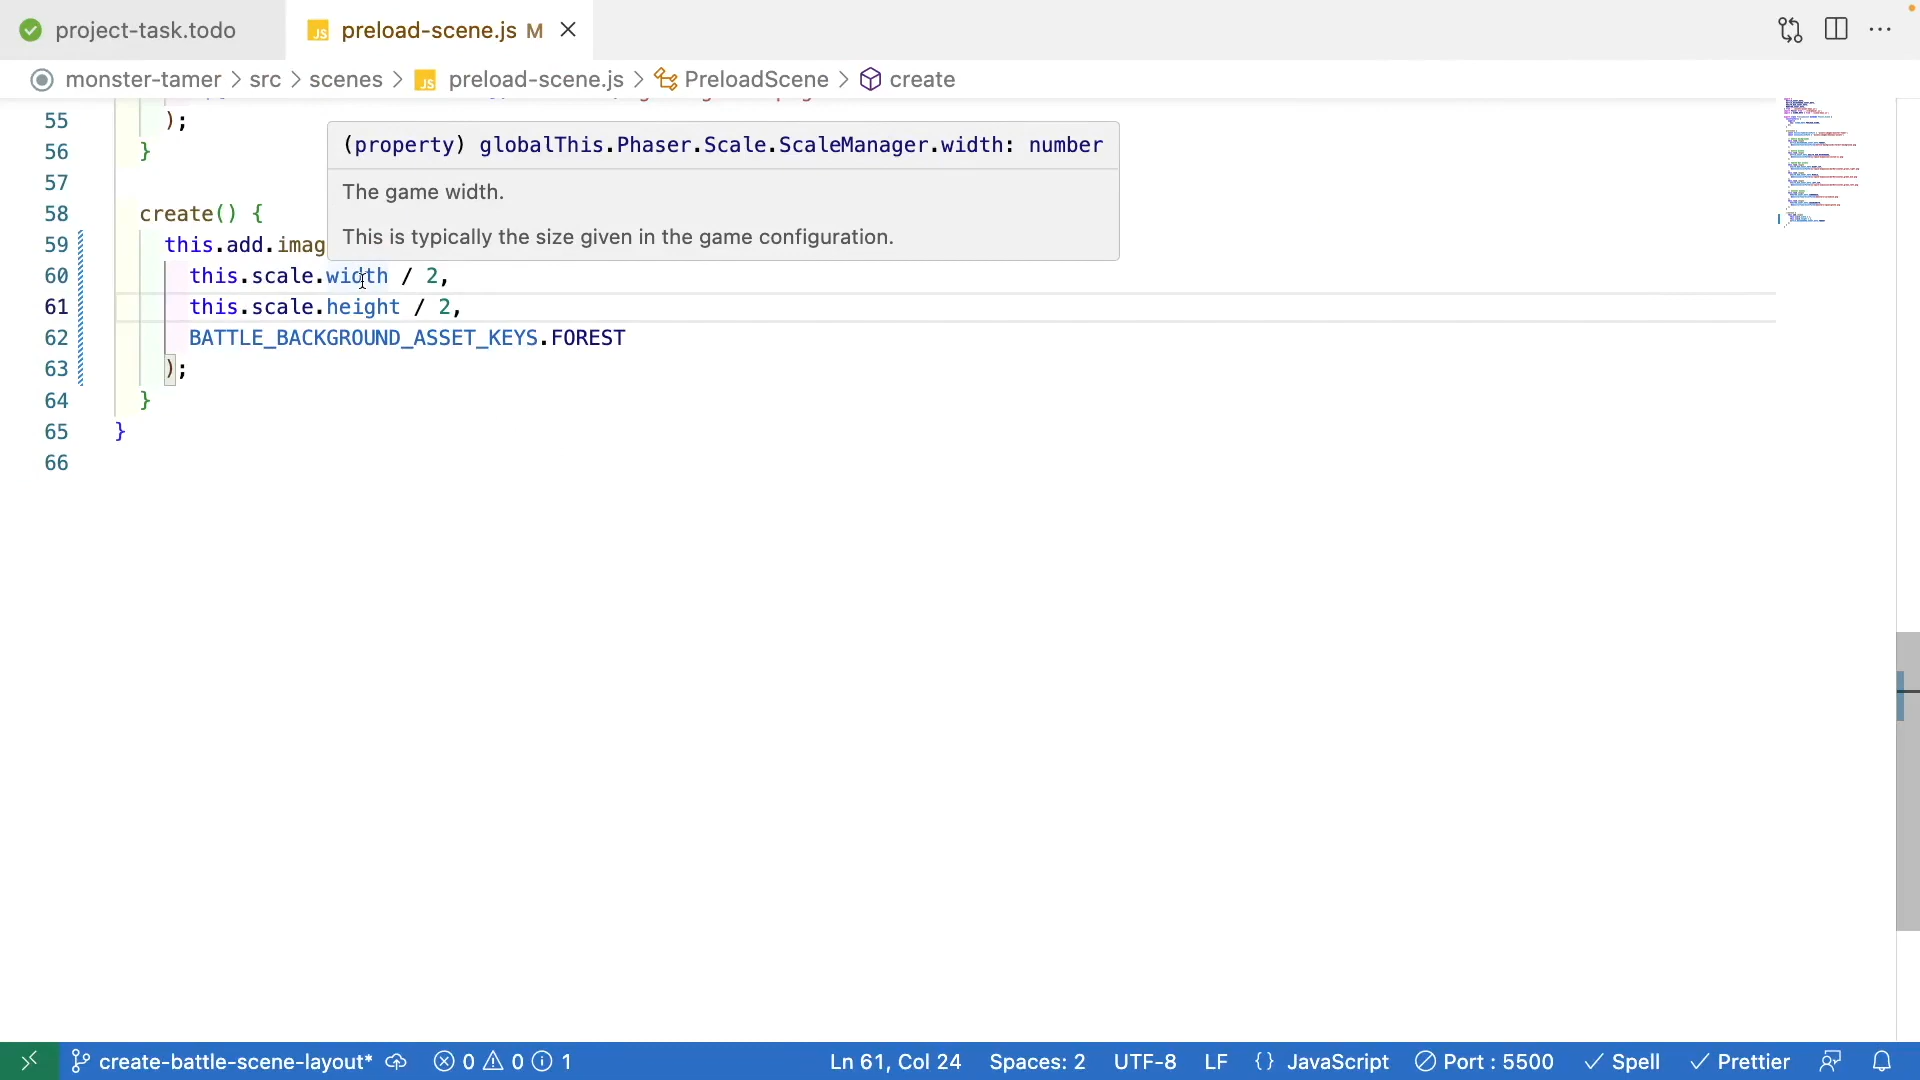 project-task.todo
JS preload-scene.js M
monster-tamer > src > scenes > JS preload-scene.js > PreloadScene > create
55 );
56 }
57
58 create() {
59 this.add.imag
60 this.scale.width / 2,
61 this.scale.height / 2,
62 BATTLE_BACKGROUND_ASSET_KEYS.FOREST
63 );
64 }
65 }
66
(property) globalThis.Phaser.Scale.ScaleManager.width: number
The game width.
This is typically the size given in the game configuration.
create-battle-scene-layout* 0 0 1 Ln 61, Col 24 Spaces: 2 UTF-8 LF {} JavaScript Port : 5500 Spell Prettier